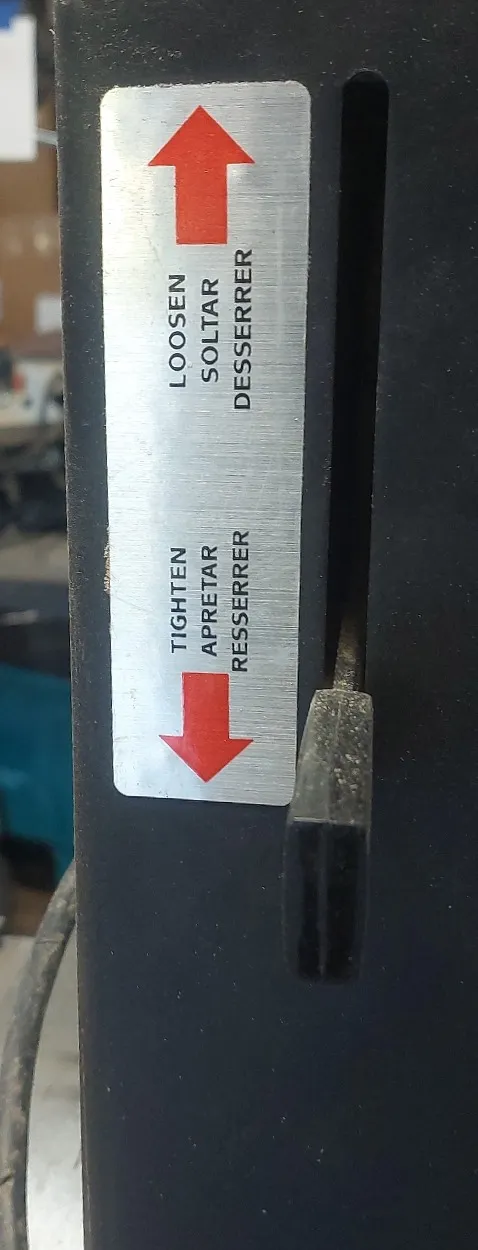 TIGHTEN
APRETAR
RESSERRER
LOOSEN
SOLTAR
DESSERRER